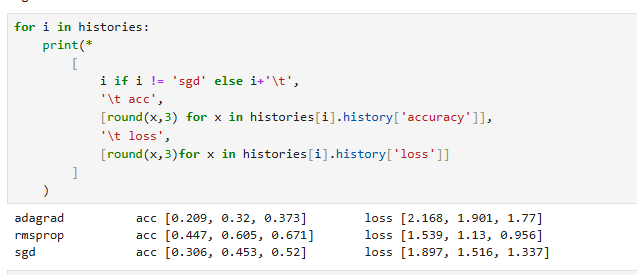 for i in histories:
    print(*
        [
            i if i != 'sgd' else i+'\t',
            '\t acc',
            [round(x,3) for x in histories[i].history['accuracy']],
            '\t loss',
            [round(x,3)for x in histories[i].history['loss']]
        ]
    )
adagrad          acc [0.209, 0.32, 0.373]       loss [2.168, 1.901, 1.77]
rmsprop          acc [0.447, 0.605, 0.671]      loss [1.539, 1.13, 0.956]
sgd              acc [0.306, 0.453, 0.52]       loss [1.897, 1.516, 1.337]